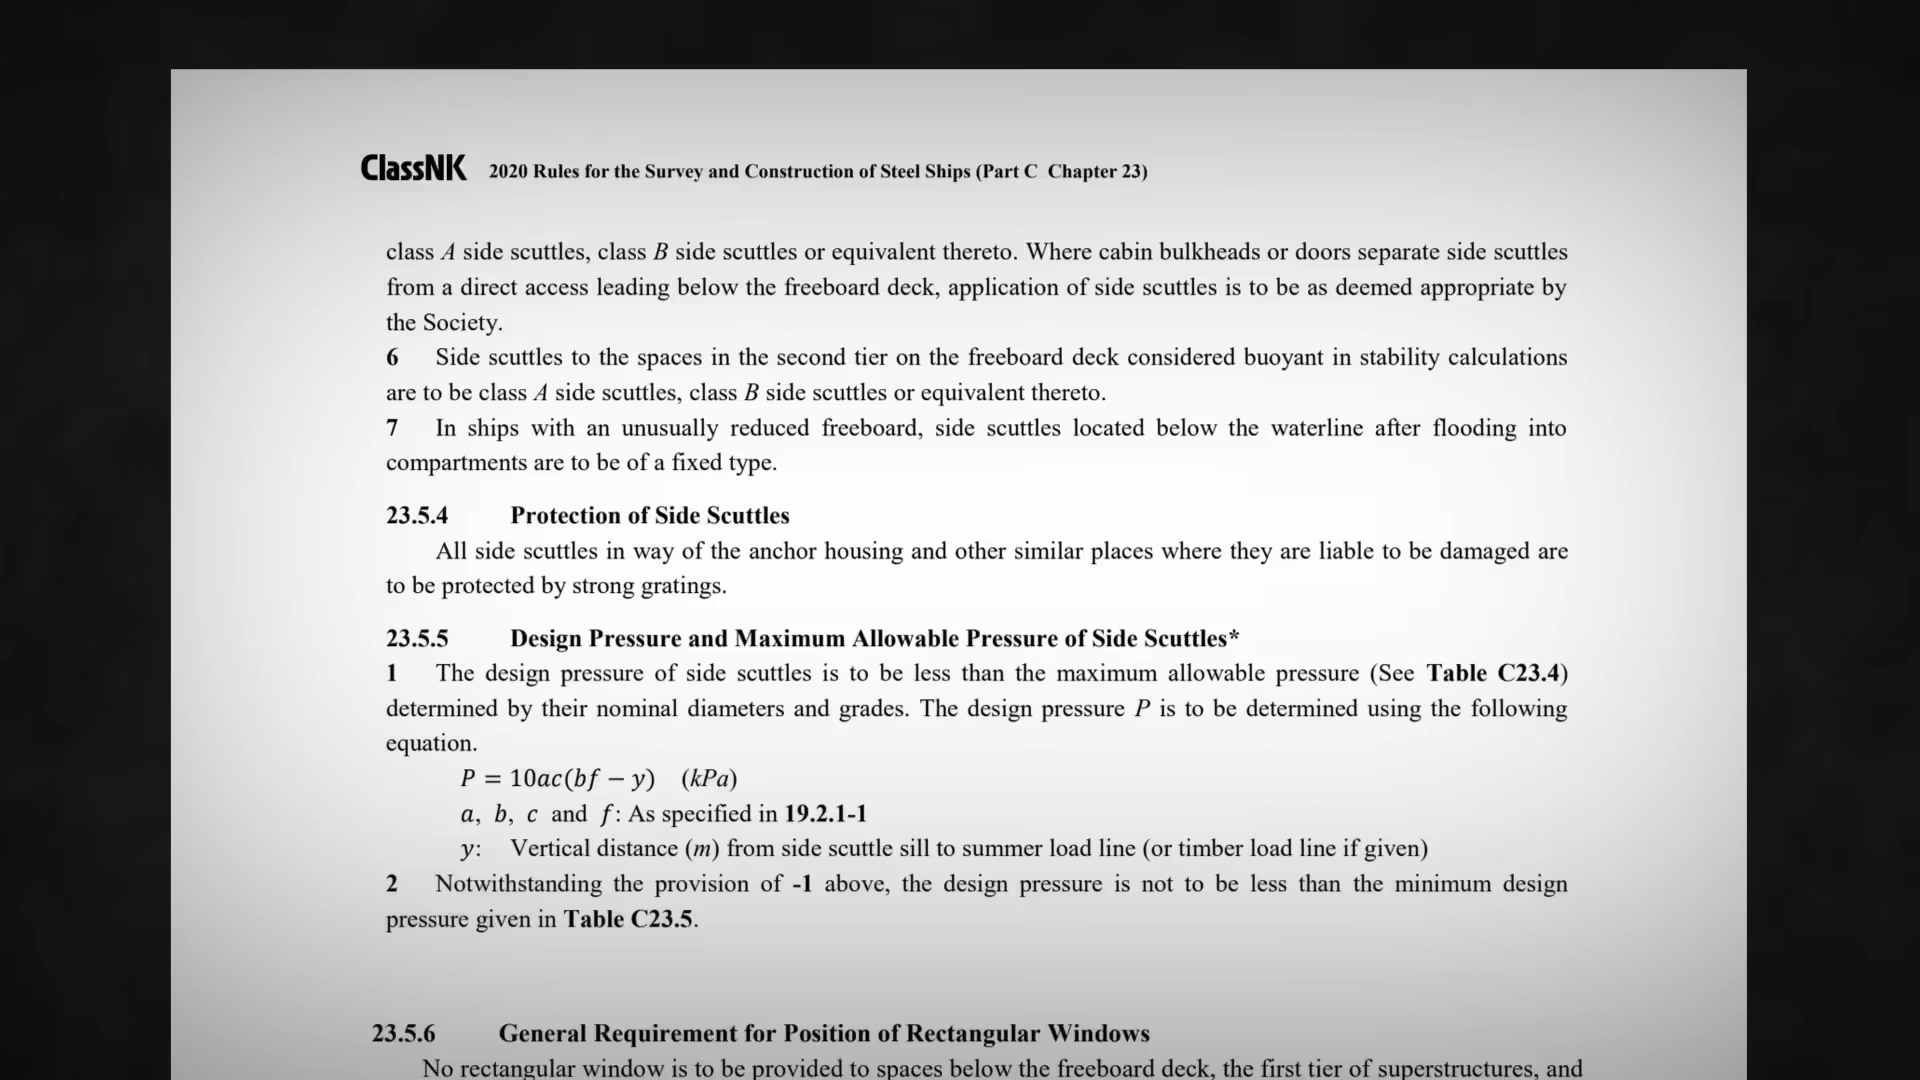 ClassNK 2020 Rules for the Survey and Construction of Steel Ships (Part C Chapter 23)
class A side scuttles, class B side scuttles or equivalent thereto. Where cabin bulkheads or doors separate side scuttles
from a direct access leading below the freeboard deck, application of side scuttles is to be as deemed appropriate by
the Society.
6 Side scuttles to the spaces in the second tier on the freeboard deck considered buoyant in stability calculations
are to be class A side scuttles, class B side scuttles or equivalent thereto.
7 In ships with an unusually reduced freeboard, side scuttles located below the waterline after flooding into
compartments are to be of a fixed type.
23.5.4 Protection of Side Scuttles
All side scuttles in way of the anchor housing and other similar places where they are liable to be damaged are
to be protected by strong gratings.
23.5.5 Design Pressure and Maximum Allowable Pressure of Side Scuttles*
1 The design pressure of side scuttles is to be less than the maximum allowable pressure (See Table C23.4)
determined by their nominal diameters and grades. The design pressure P is to be determined using the following
equation.
P = 10ac(bf − y) (kPa)
a, b, c and f: As specified in 19.2.1-1
y: Vertical distance (m) from side scuttle sill to summer load line (or timber load line if given)
2 Notwithstanding the provision of -1 above, the design pressure is not to be less than the minimum design
pressure given in Table C23.5.
23.5.6 General Requirement for Position of Rectangular Windows
No rectangular window is to be provided to spaces below the freeboard deck, the first tier of superstructures, and